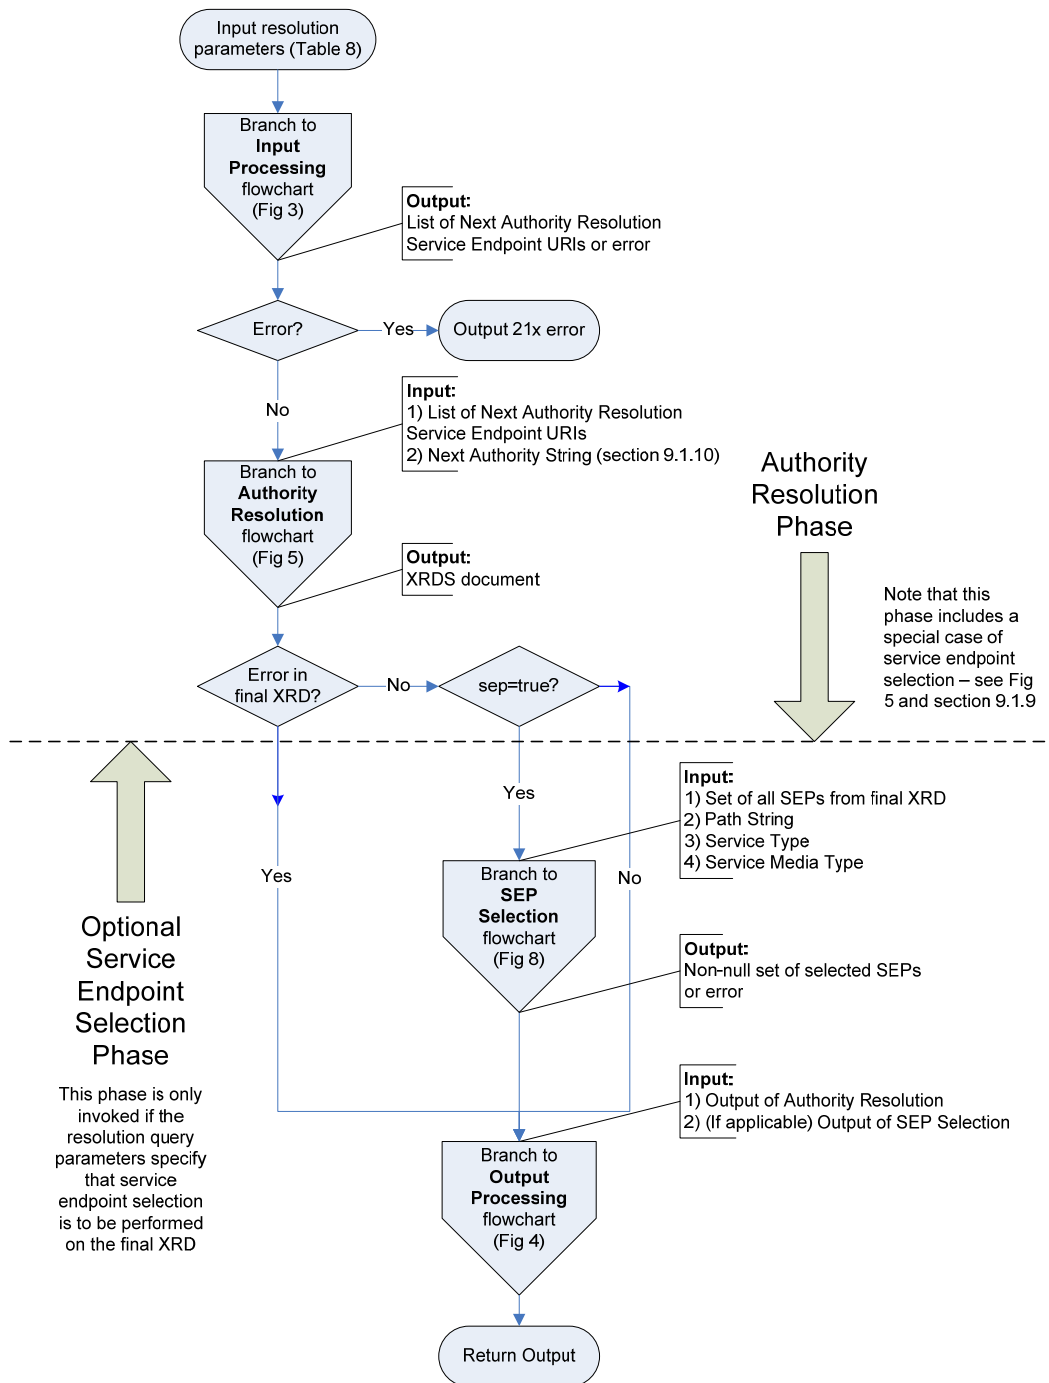 Input resolution
parameters (Table 8)
Branch to
Input
Processing
flowchart
(Fig 3)
Output:
List of Next Authority Resolution
Service Endpoint URIs or error
Error?
Yes
Output 21x error
No
Input:
1) List of Next Authority Resolution
Service Endpoint URIs
2) Next Authority String (section 9.1.10)
Branch to
Authority
Resolution
flowchart
(Fig 5)
Output:
XRDS document
Authority
Resolution
Phase
Note that this
phase includes a
special case of
service endpoint
selection – see Fig
5 and section 9.1.9
Error in
final XRD?
No
sep=true?
Yes
Yes
No
Input:
1) Set of all SEPs from final XRD
2) Path String
3) Service Type
4) Service Media Type
Branch to
SEP
Selection
flowchart
(Fig 8)
Output:
Non-null set of selected SEPs
or error
Optional
Service
Endpoint
Selection
Phase
This phase is only
invoked if the
resolution query
parameters specify
that service
endpoint selection
is to be performed
on the final XRD
Input:
1) Output of Authority Resolution
2) (If applicable) Output of SEP Selection
Branch to
Output
Processing
flowchart
(Fig 4)
Return Output